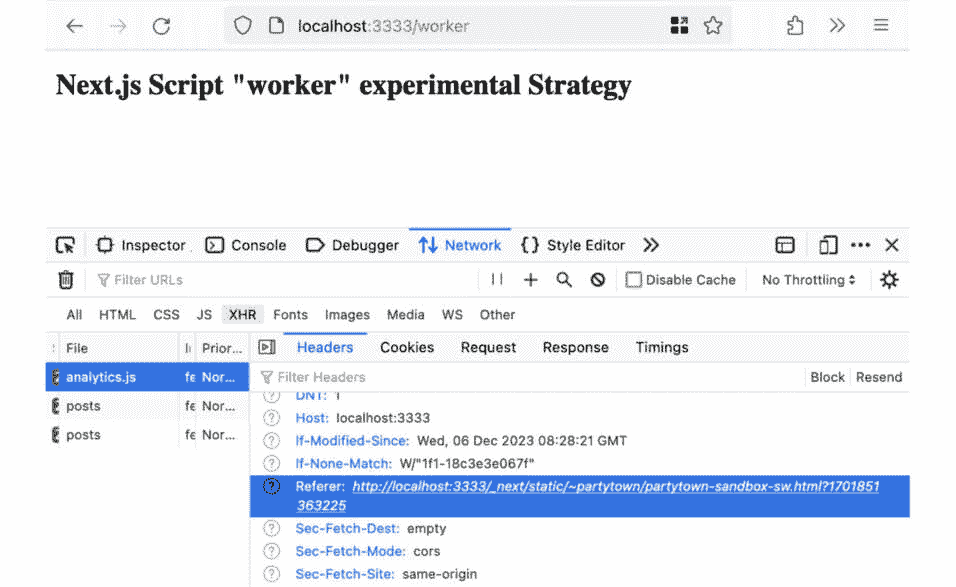 localhost:3333/worker
Next.js Script "worker" experimental Strategy
Inspector Console Debugger Network Style Editor
Filter URLs Disable Cache No Throttling
All HTML CSS JS XHR Fonts Images Media WS Other
File Prior... Headers Cookies Request Response Timings
analytics.js fe Nor... Filter Headers Block Resend
DNT: 1
posts fe Nor...
Host: localhost:3333
posts fe Nor...
If-Modified-Since: Wed, 06 Dec 2023 08:28:21 GMT
If-None-Match: W/"1f1-18c3e3e067f"
Referer: http://localhost:3333/_next/static/~partytown/partytown-sandbox-sw.html?1701851
363225
Sec-Fetch-Dest: empty
Sec-Fetch-Mode: cors
Sec-Fetch-Site: same-origin